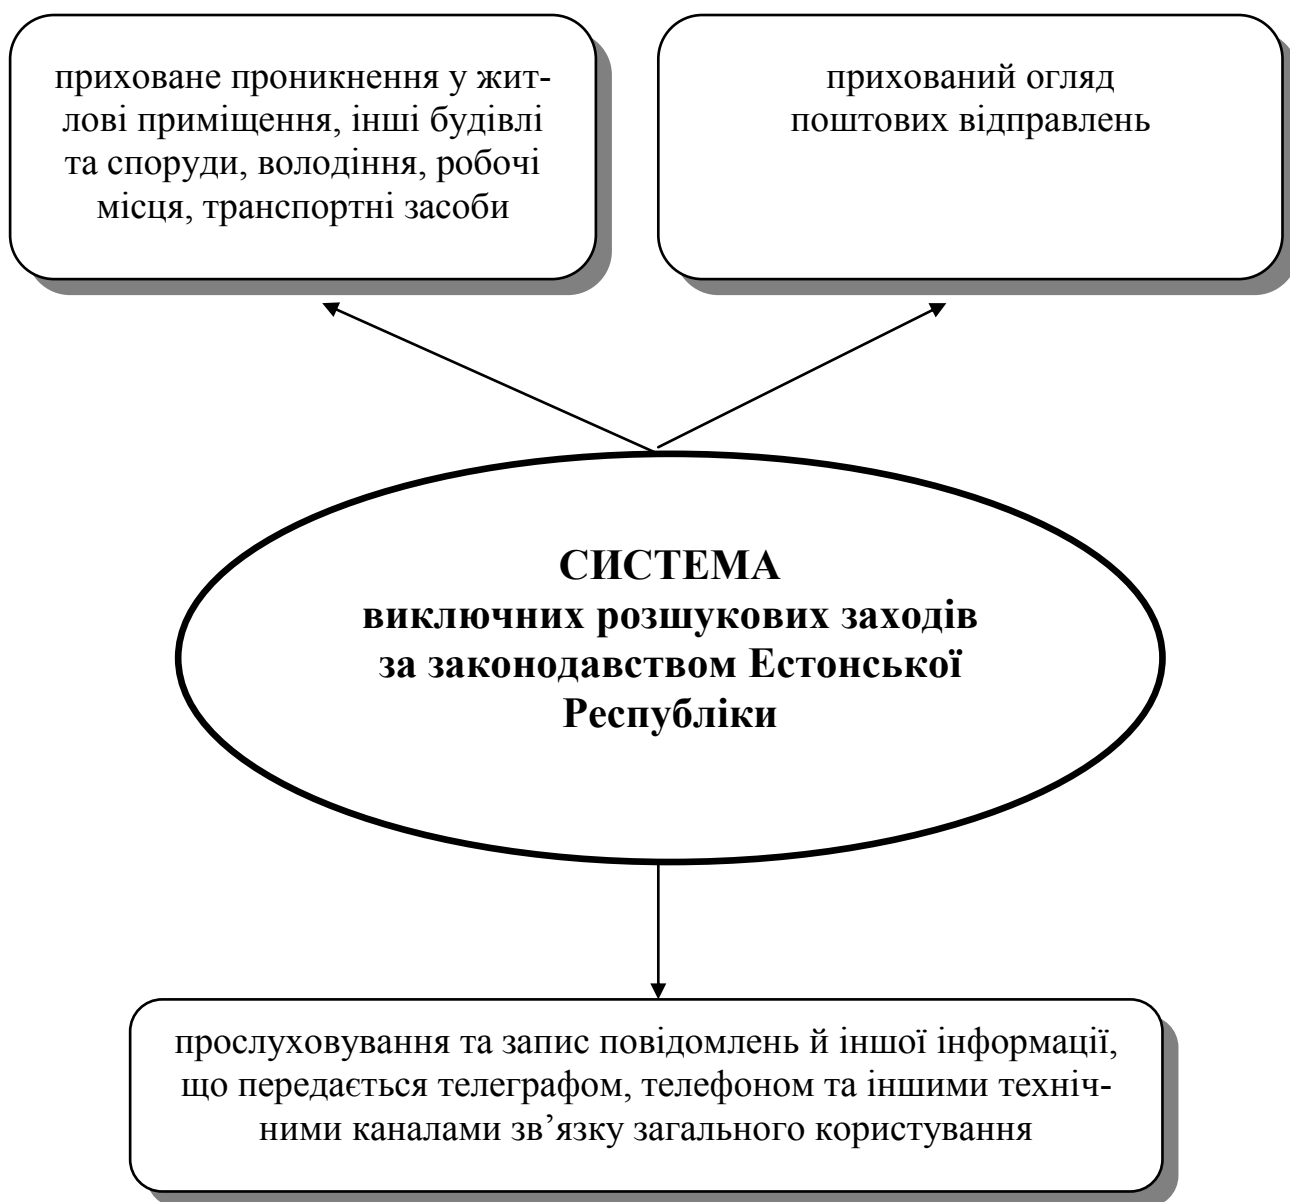 приховане проникнення у жит-
лові приміщення, інші будівлі
та споруди, володіння, робочі
місця, транспортні засоби
прихований огляд
поштових відправлень
СИСТЕМА
виключних розшукових заходів
за законодавством Естонської
Республіки
прослуховування та запис повідомлень й іншої інформації,
що передається телеграфом, телефоном та іншими техніч-
ними каналами зв’язку загального користування